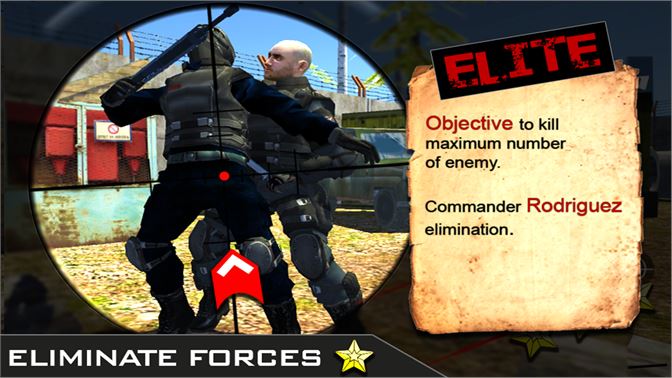 ELITE
Objective to kill
maximum number
of enemy.
Commander Rodriguez
elimination.
ELIMINATE FORCES